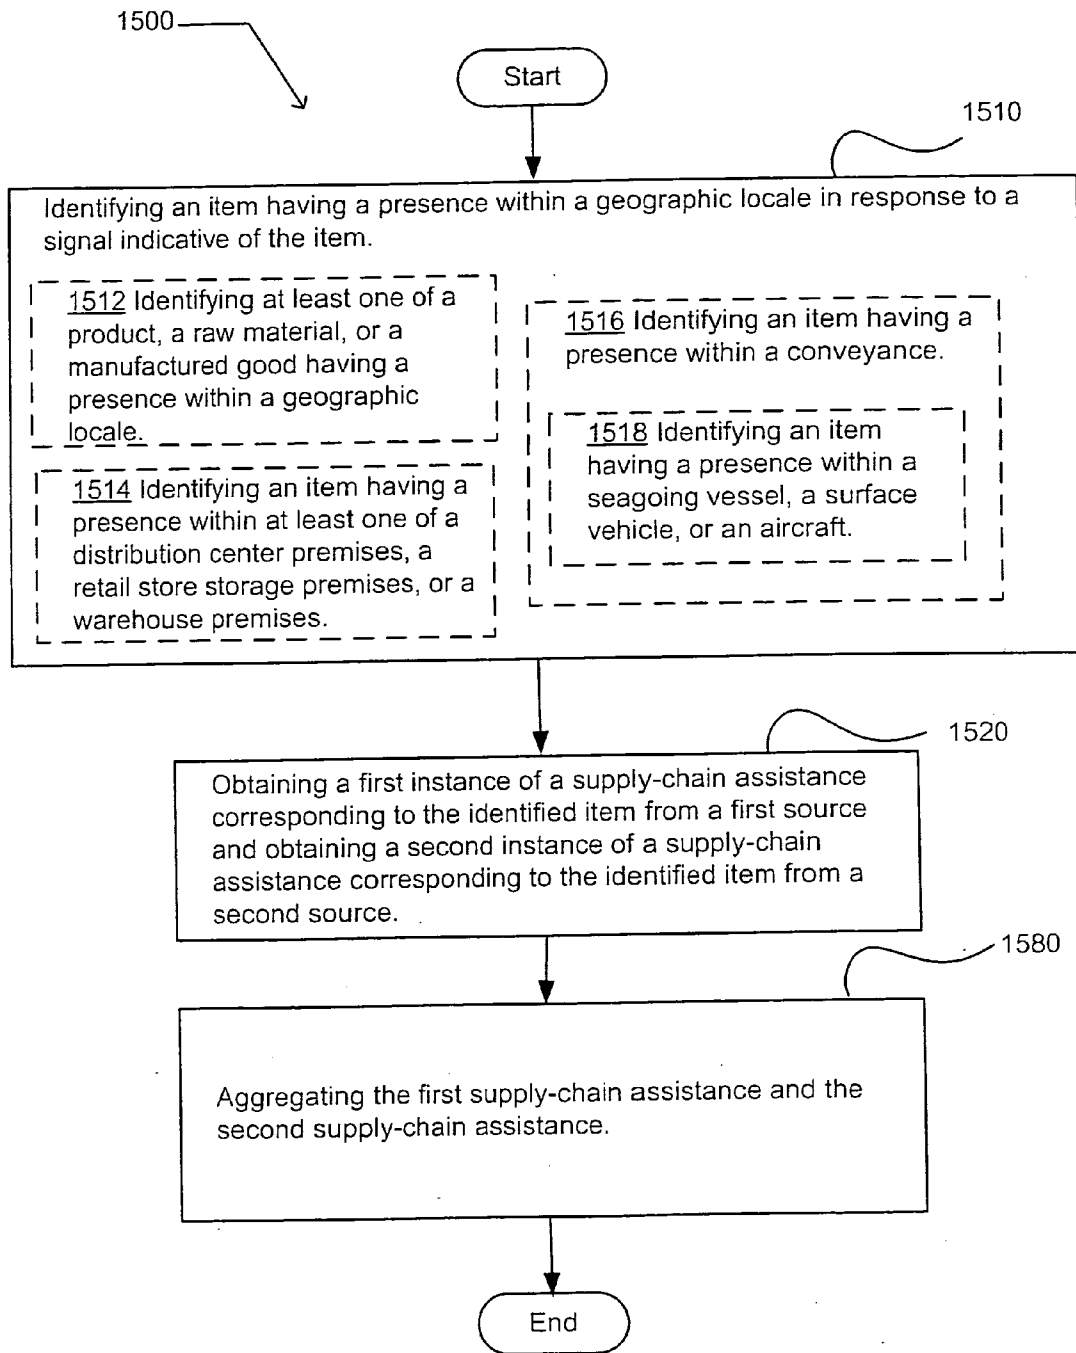 1500
Start
1510
Identifying an item having a presence within a geographic locale in response to a
signal indicative of the item.
1512 Identifying at least one of a
product, a raw material, or a
manufactured good having a
presence within a geographic
locale.
1514 Identifying an item having a
presence within at least one of a
distribution center premises, a
retail store storage premises, or a
warehouse premises.
1516 Identifying an item having a
presence within a conveyance.
1518 Identifying an item
having a presence within a
seagoing vessel, a surface
vehicle, or an aircraft.
1520
Obtaining a first instance of a supply-chain assistance
corresponding to the identified item from a first source
and obtaining a second instance of a supply-chain
assistance corresponding to the identified item from a
second source.
1580
Aggregating the first supply-chain assistance and the
second supply-chain assistance.
End